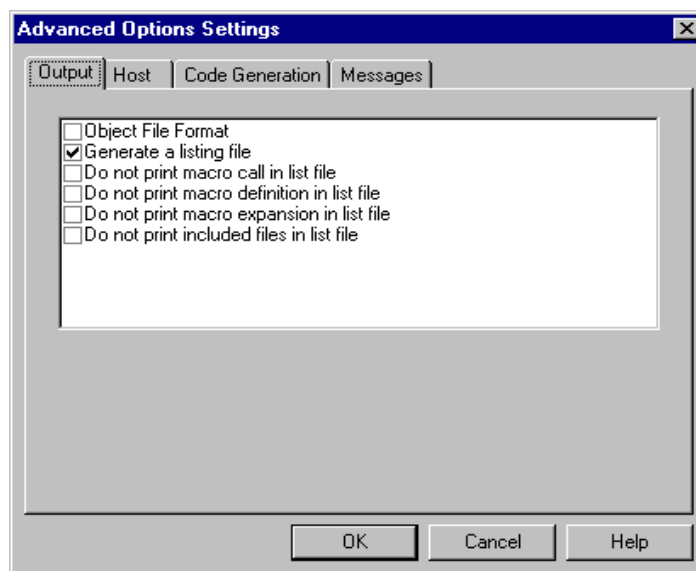 Advanced Options Settings
Output Host Code Generation Messages
Object File Format
Generate a listing file
Do not print macro call in list file
Do not print macro definition in list file
Do not print macro expansion in list file
Do not print included files in list file
OK Cancel Help